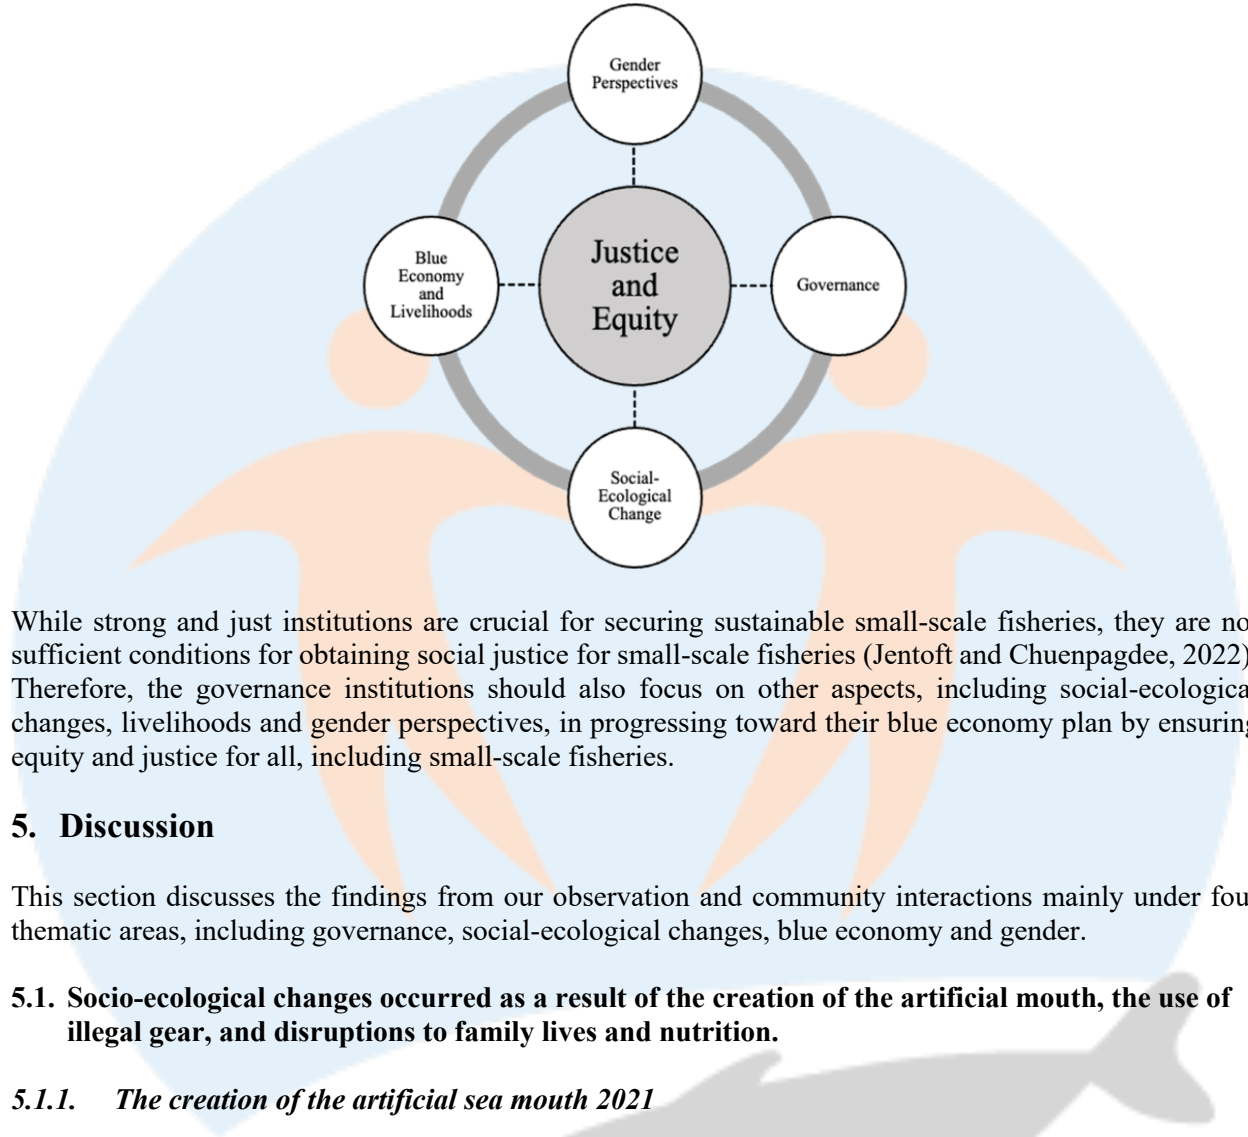 Gender
Perspectives
Blue
Economy
and
Livelihoods
Justice
and
Equity
Governance
Social-
Ecological
Change
While strong and just institutions are crucial for securing sustainable small-scale fisheries, they are no
sufficient conditions for obtaining social justice for small-scale fisheries (Jentoft and Chuenpagdee, 2022)
Therefore, the governance institutions should also focus on other aspects, including social-ecologica
changes, livelihoods and gender perspectives, in progressing toward their blue economy plan by ensuring
equity and justice for all, including small-scale fisheries.
5. Discussion
This section discusses the findings from our observation and community interactions mainly under fou
thematic areas, including governance, social-ecological changes, blue economy and gender.
5.1. Socio-ecological changes occurred as a result of the creation of the artificial mouth, the use of
illegal gear, and disruptions to family lives and nutrition.
5.1.1. The creation of the artificial sea mouth 2021